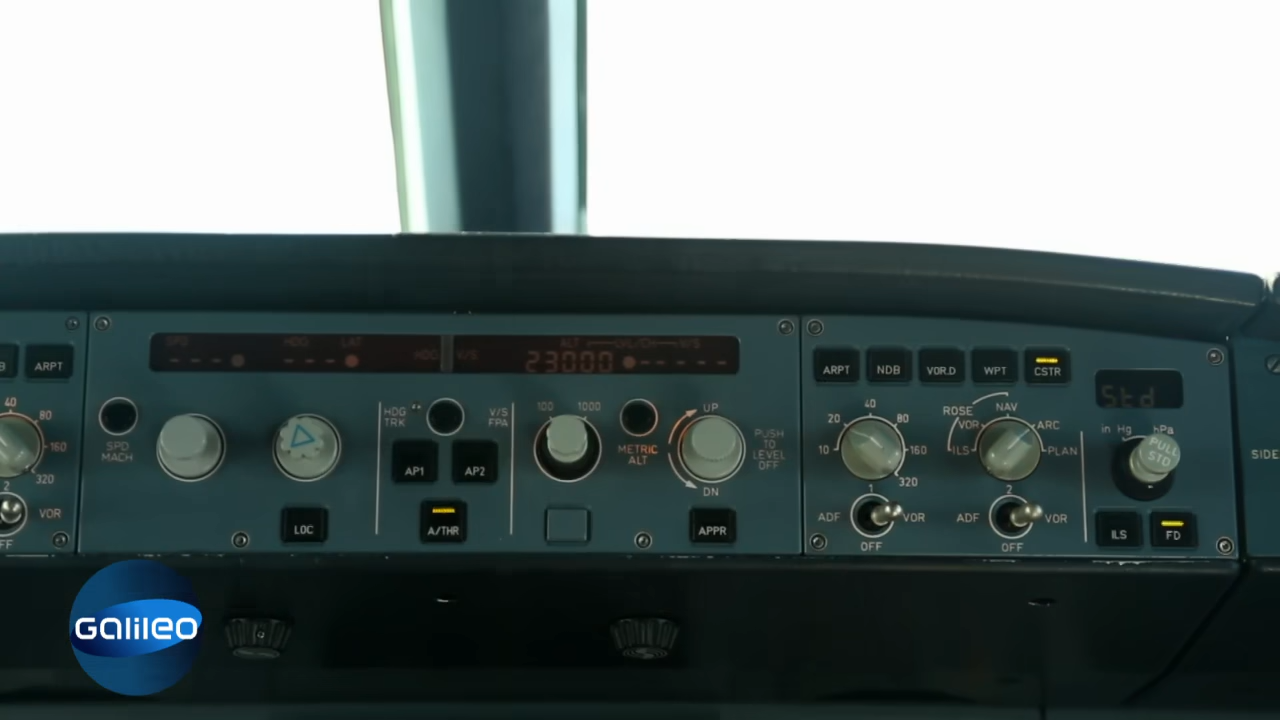 SPD
HDG
LAT
HDG
V/S
ALT
LVL/CH
V/S
23000
ARPT
40
80
160
320
2
VOR
SPD
MACH
HDG
TRK
V/S
FPA
AP1
AP2
LOC
A/THR
100
1000
METRIC
ALT
UP
DN
PUSH
TO
LEVEL
OFF
APPR
ARPT
NDB
VOR.D
WPT
CSTR
10
20
40
80
160
320
ROSE
ILS
VOR
NAV
ARC
PLAN
1
ADF
VOR
OFF
2
ADF
VOR
OFF
Std
in Hg
hPa
PULL
STD
ILS
FD
SIDE
Galileo